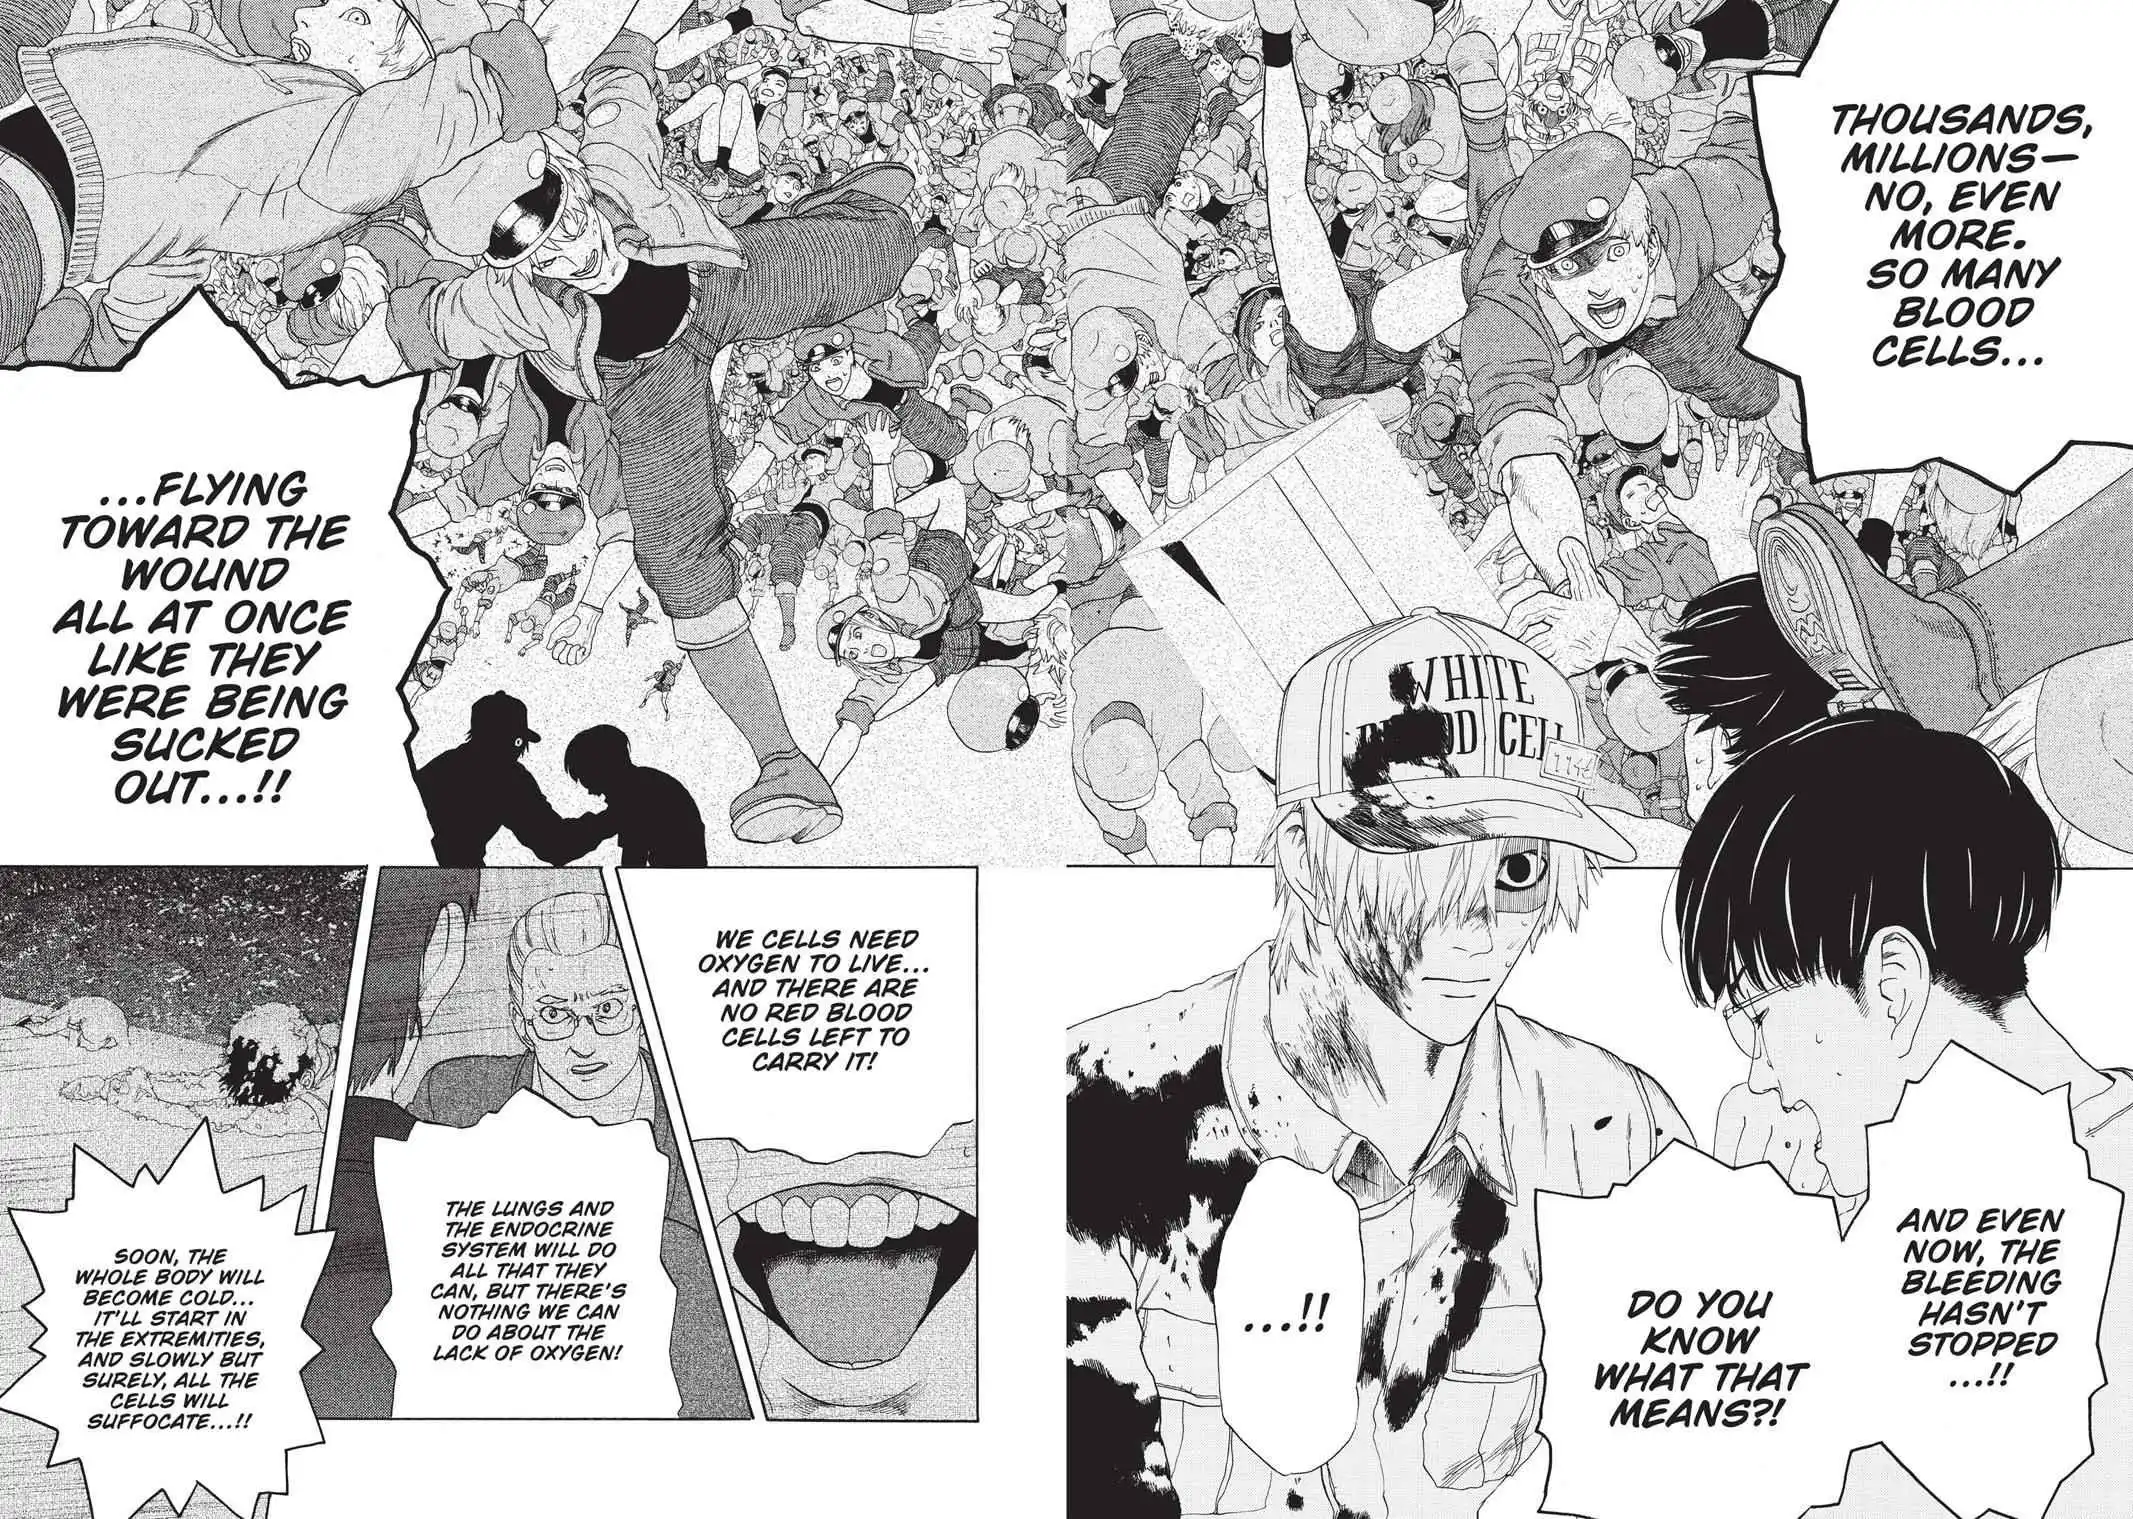 THOUSANDS,
MILLIONS—
NO, EVEN
MORE.
SO MANY
BLOOD
CELLS...
...FLYING
TOWARD THE
WOUND
ALL AT ONCE
LIKE THEY
WERE BEING
SUCKED
OUT...!!
WHITE
BLOOD CELL
AND EVEN
NOW, THE
BLEEDING
HASN'T
STOPPED
...!!
DO YOU
KNOW
WHAT THAT
MEANS?!
...!!
WE CELLS NEED
OXYGEN TO LIVE...
AND THERE ARE
NO RED BLOOD
CELLS LEFT TO
CARRY IT!
THE LUNGS AND
THE ENDOCRINE
SYSTEM WILL DO
ALL THAT THEY
CAN, BUT THERE'S
NOTHING WE CAN
DO ABOUT THE
LACK OF OXYGEN!
SOON, THE
WHOLE BODY WILL
BECOME COLD...
IT'LL START IN
THE EXTREMITIES,
AND SLOWLY BUT
SURELY, ALL THE
CELLS WILL
SUFFOCATE...!!